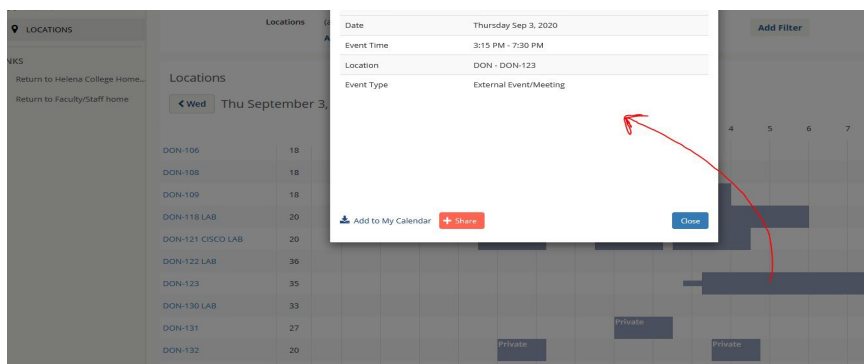 LOCATIONS
Locations
Date Thursday Sep 3, 2020
Add Filter
Event Time 3:15 PM - 7:30 PM
Location DON - DON-123
Event Type External Event/Meeting
NKS
Return to Helena College Home...
Return to Faculty/Staff home
Locations
Wed Thu September 3,
4 5 6 7
DON-106 18
DON-108 18
DON-109 18
DON-118 LAB 20
Add to My Calendar Share Close
DON-121 CISCO LAB 20
DON-122 LAB 36
DON-123 35
DON-130 LAB 33
DON-131 27 Private
DON-132 20 Private Private